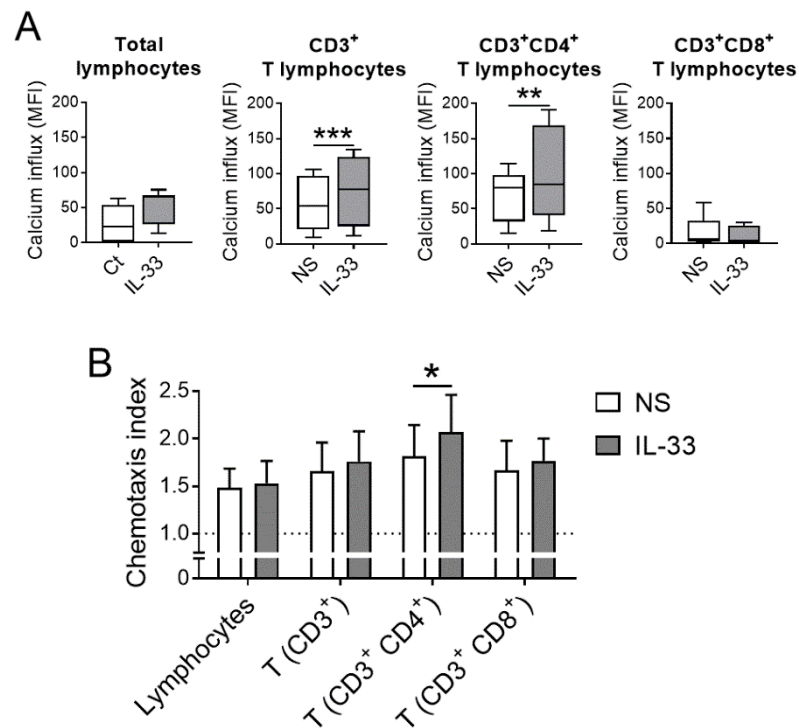 A
Total
lymphocytes
Calcium influx (MFI)
200
150
100
50
0
Ct
IL-33
CD3⁺
T lymphocytes
Calcium influx (MFI)
200
150
100
50
0
***
NS
IL-33
CD3⁺CD4⁺
T lymphocytes
Calcium influx (MFI)
200
150
100
50
0
**
NS
IL-33
CD3⁺CD8⁺
T lymphocytes
Calcium influx (MFI)
200
150
100
50
0
NS
IL-33
B
Chemotaxis index
2.5
2.0
1.5
1.0
0
*
Lymphocytes
T (CD3⁺)
T (CD3⁺ CD4⁺)
T (CD3⁺ CD8⁺)
NS
IL-33